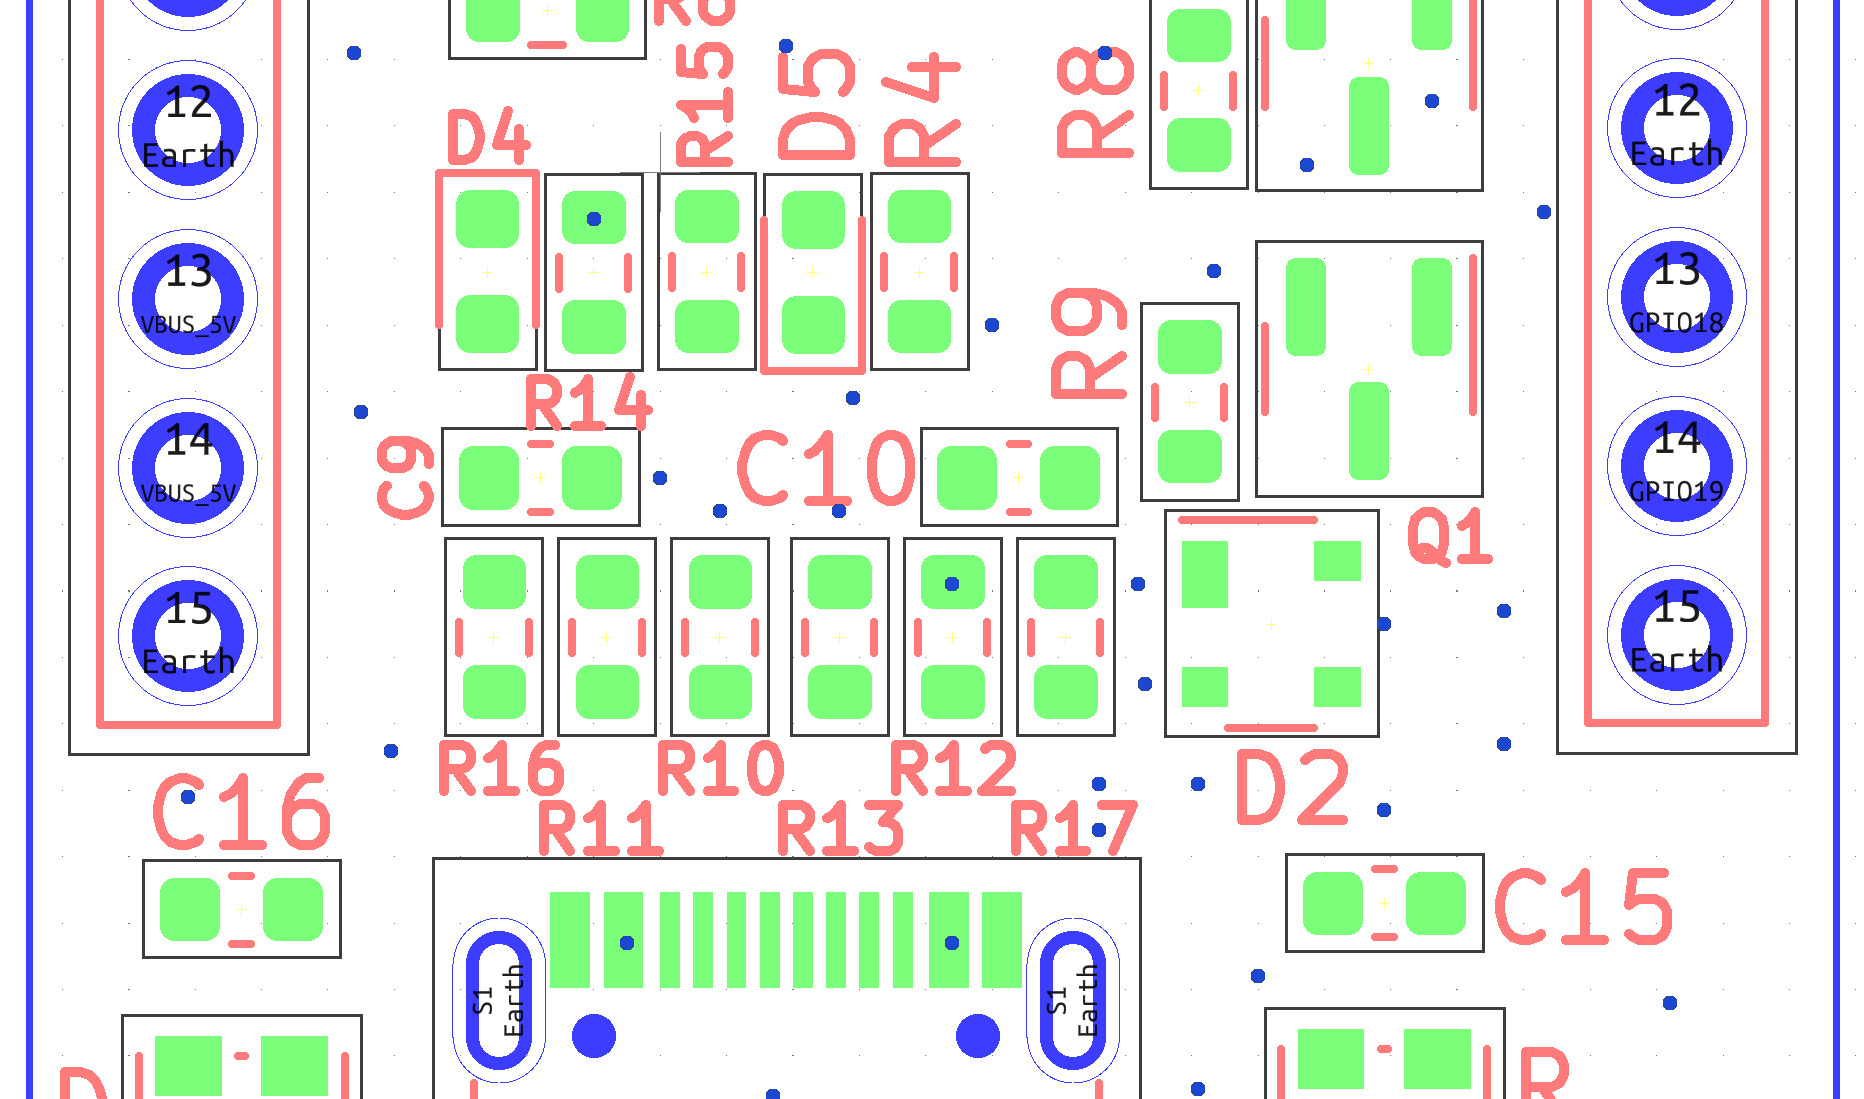 R15
D5
R4
R8
D4
12
Earth
12
Earth
13
VBUS_5V
13
GPIO18
R9
R14
C9
C10
14
VBUS_5V
14
GPIO19
Q1
15
Earth
15
Earth
R16
R10
R12
D2
C16
R11
R13
R17
C15
S1
Earth
S1
Earth